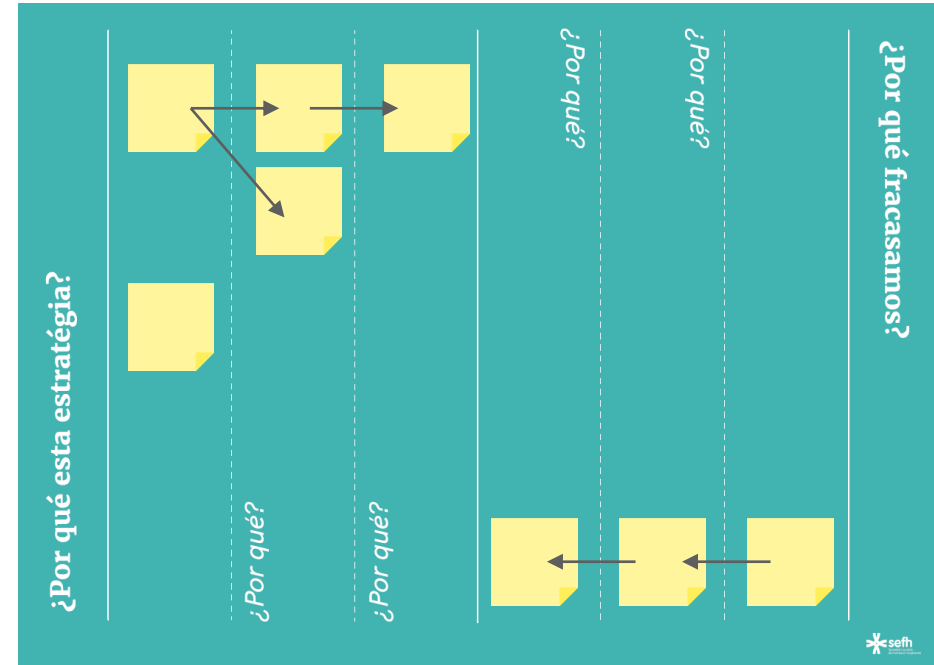 ¿Por qué esta estratégia?
¿Por qué?
¿Por qué?
¿Por qué?
¿Por qué?
¿Por qué fracasamos?
sefh